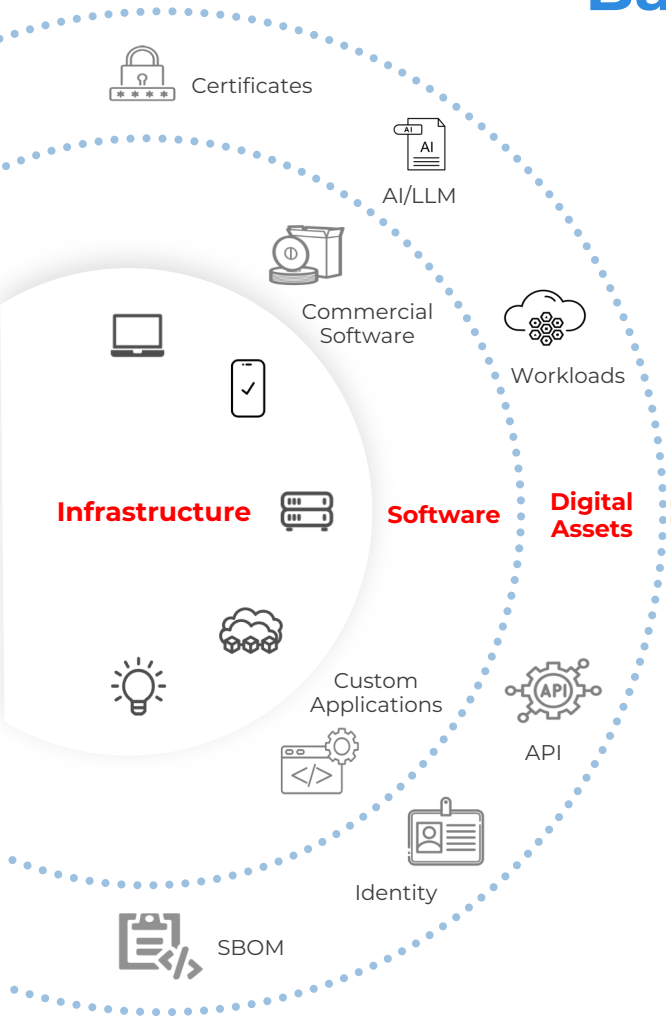 Certificates
AI
AI
AI/LLM
Commercial
Software
Workloads
Infrastructure
Software
Digital
Assets
Custom
Applications
API
API
Identity
SBOM